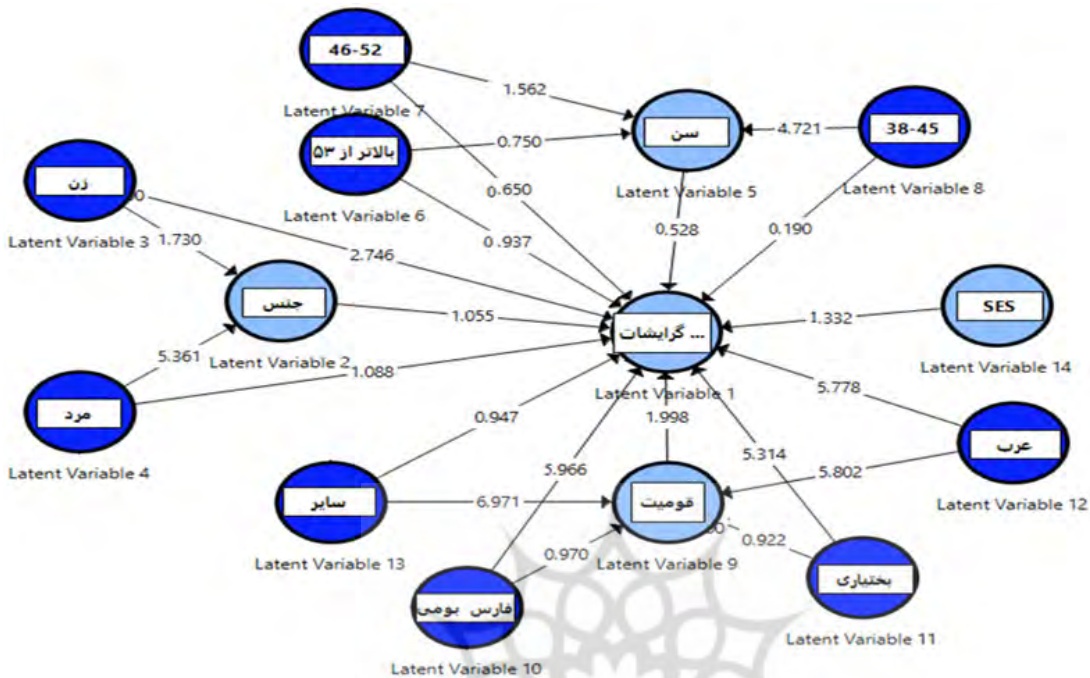 46-52
Latent Variable 7
1.562
سن
Latent Variable 5
4.721
38-45
Latent Variable 8
بالاتر از ۵۳
Latent Variable 6
0.750
0.650
0.937
0.528
0.190
زن
Latent Variable 3
1.730
2.746
جنس
Latent Variable 2
1.055
گرایشات ...
Latent Variable 1
1.332
SES
Latent Variable 14
5.361
1.088
مرد
Latent Variable 4
0.947
5.966
1.998
5.314
5.778
5.802
عرب
Latent Variable 12
سایر
Latent Variable 13
6.971
قومیت
Latent Variable 9
0.970
0.922
فارس بومی
Latent Variable 10
بختیاری
Latent Variable 11